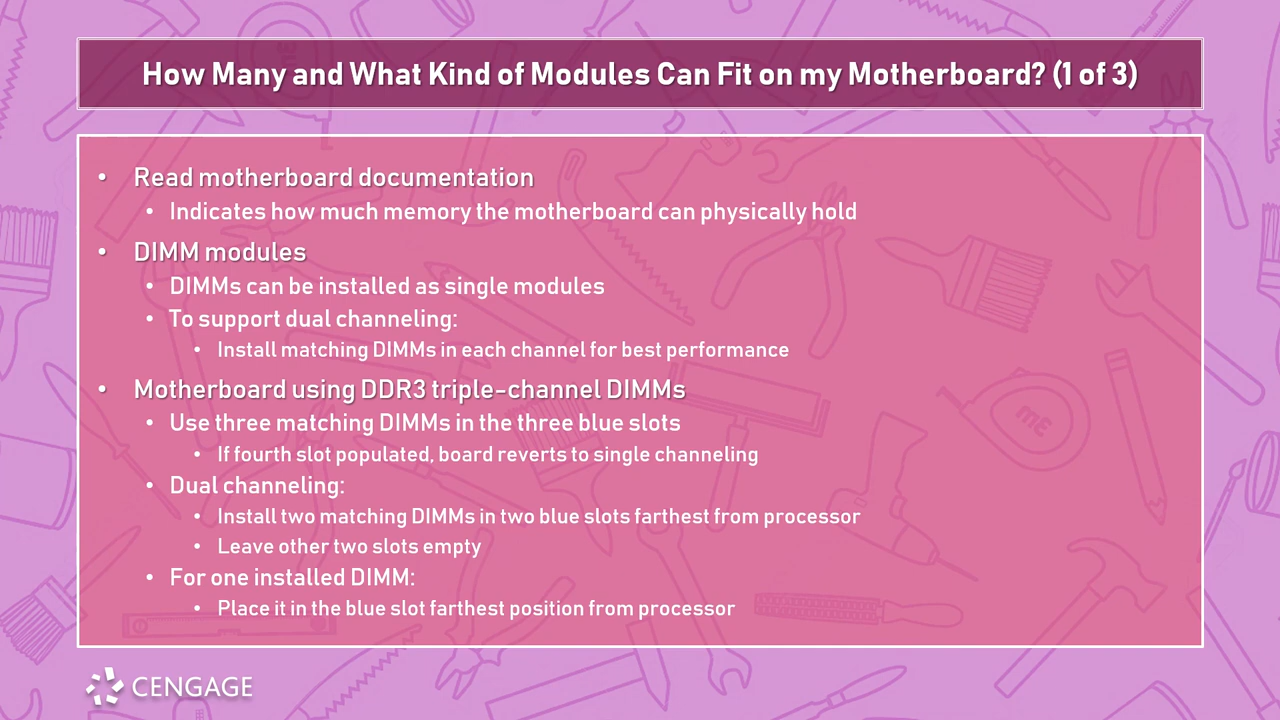 How Many and What Kind of Modules Can Fit on my Motherboard? (1 of 3)
• Read motherboard documentation
• Indicates how much memory the motherboard can physically hold
• DIMM modules
• DIMMs can be installed as single modules
• To support dual channeling:
• Install matching DIMMs in each channel for best performance
• Motherboard using DDR3 triple-channel DIMMs
• Use three matching DIMMs in the three blue slots
• If fourth slot populated, board reverts to single channeling
• Dual channeling:
• Install two matching DIMMs in two blue slots farthest from processor
• Leave other two slots empty
• For one installed DIMM:
• Place it in the blue slot farthest position from processor
CENGAGE